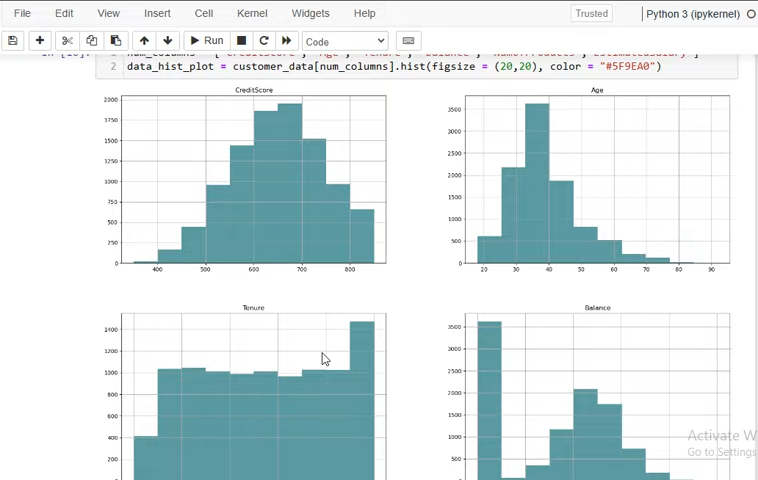 File Edit View Insert Cell Kernel Widgets Help Trusted Python 3 (ipykernel)
Run Code
2 data_hist_plot = customer_data[num_columns].hist(figsize = (20,20), color = "#5F9EA0")
CreditScore
2000
1750
1500
1250
1000
750
500
250
0
400 500 600 700 800
Age
3500
3000
2500
2000
1500
1000
500
0
20 30 40 50 60 70 80 90
Tenure
1400
1200
1000
800
600
400
200
Balance
3500
3000
2500
2000
1500
1000
500
Activate W
Go to Settings